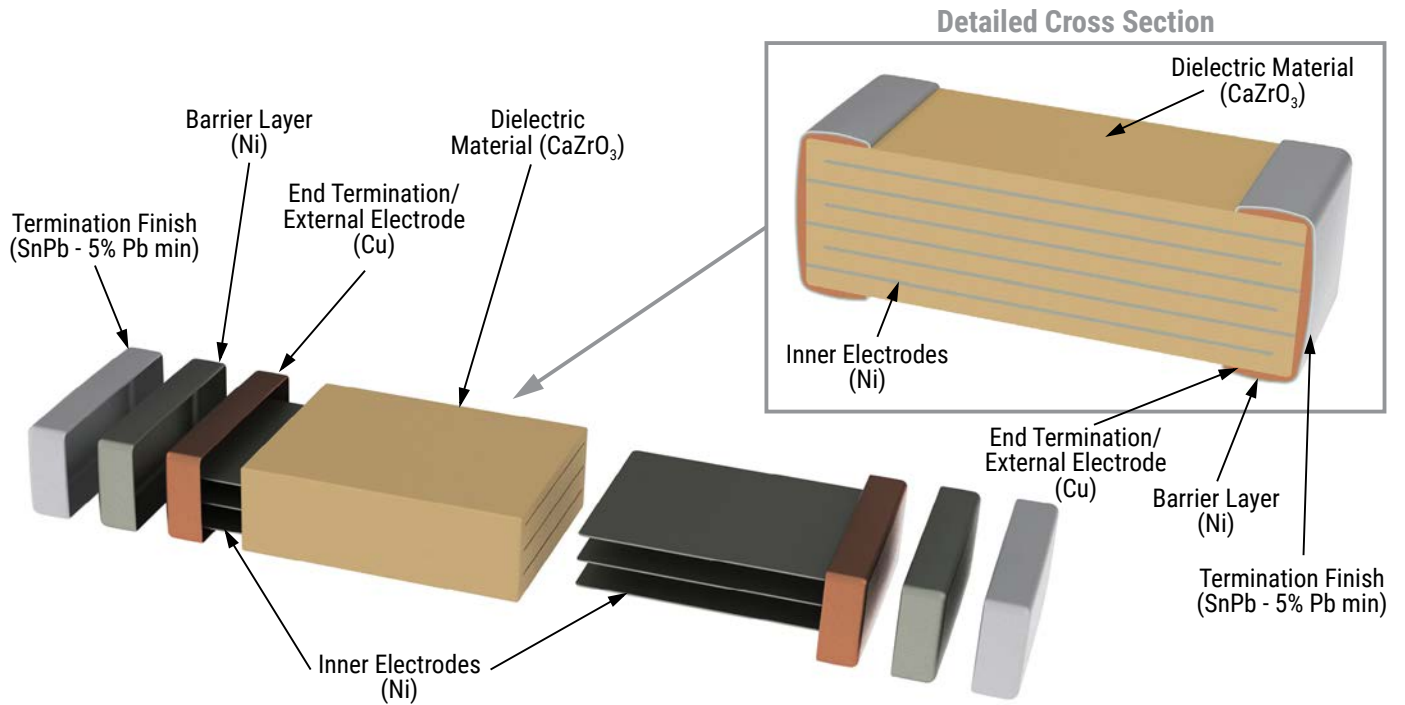 Detailed Cross Section
Dielectric Material
(CaZrO₃)
Barrier Layer
(Ni)
Dielectric
Material (CaZrO₃)
End Termination/
External Electrode
(Cu)
Termination Finish
(SnPb - 5% Pb min)
Inner Electrodes
(Ni)
End Termination/
External Electrode
(Cu)
Barrier Layer
(Ni)
Termination Finish
(SnPb - 5% Pb min)
Inner Electrodes
(Ni)